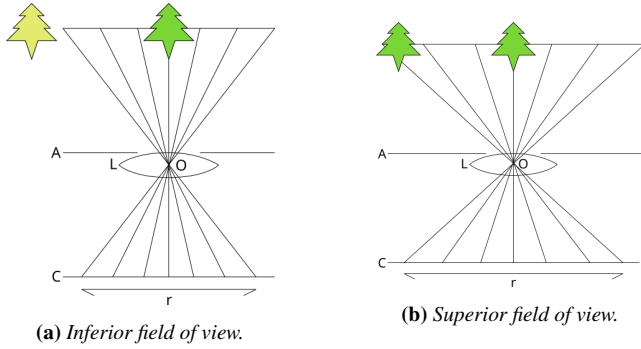 A
L
O
C
r
(a) Inferior field of view.
A
L
O
C
r
(b) Superior field of view.